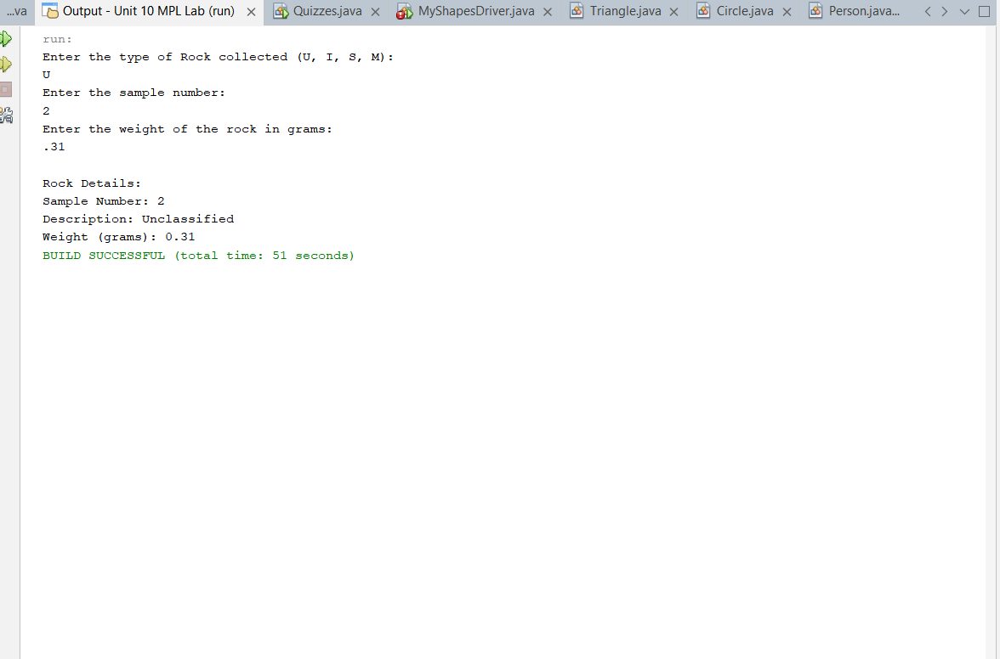 ...va
Output - Unit 10 MPL Lab (run)
Quizzes.java
MyShapesDriver.java
Triangle.java
Circle.java
Person.java...
run:
Enter the type of Rock collected (U, I, S, M):
U
Enter the sample number:
2
Enter the weight of the rock in grams:
.31
Rock Details:
Sample Number: 2
Description: Unclassified
Weight (grams): 0.31
BUILD SUCCESSFUL (total time: 51 seconds)